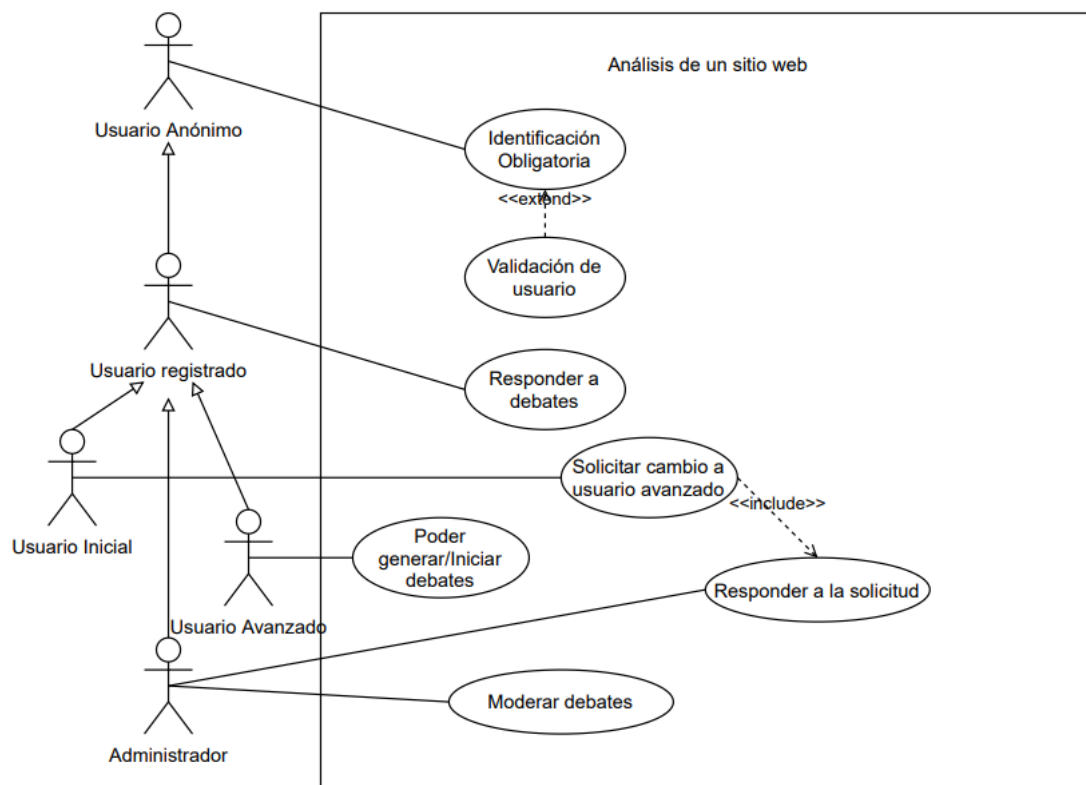 Análisis de un sitio web
Usuario Anónimo
Identificación
Obligatoria
<<extend>>
Validación de
usuario
Usuario registrado
Responder a
debates
Solicitar cambio a
usuario avanzado
<<include>>
Usuario Inicial
Poder
generar/Iniciar
debates
Responder a la solicitud
Usuario Avanzado
Moderar debates
Administrador